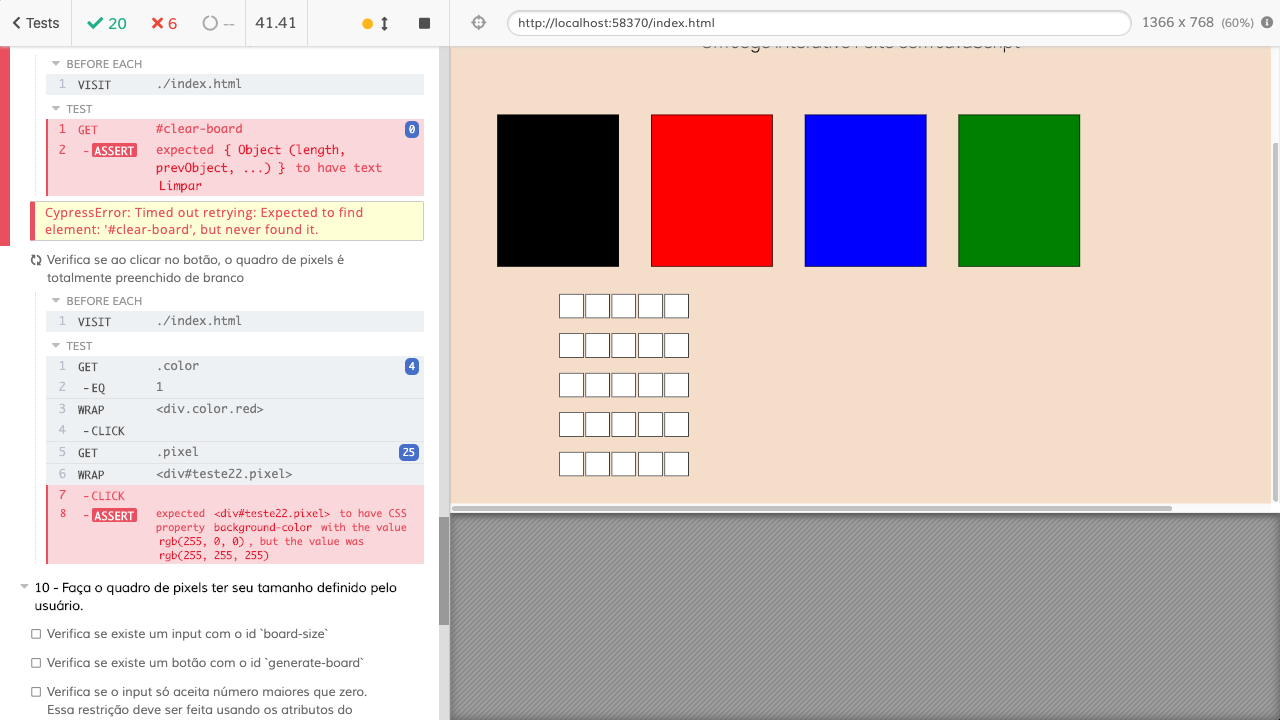 Tests
20
6
--
41.41
http://localhost:58370/index.html
1366 x 768 (60%)
BEFORE EACH
1 VISIT ./index.html
TEST
1 GET #clear-board 0
2 - ASSERT expected { Object (length,
prevObject, ...) } to have text
Limpar
CypressError: Timed out retrying: Expected to find
element: '#clear-board', but never found it.
Verifica se ao clicar no botão, o quadro de pixels é
totalmente preenchido de branco
BEFORE EACH
1 VISIT ./index.html
TEST
1 GET .color 4
2 - EQ 1
3 WRAP <div.color.red>
4 - CLICK
5 GET .pixel 25
6 WRAP <div#teste22.pixel>
7 - CLICK
8 - ASSERT expected <div#teste22.pixel> to have CSS
property background-color with the value
rgb(255, 0, 0), but the value was
rgb(255, 255, 255)
10 - Faça o quadro de pixels ter seu tamanho definido pelo
usuário.
Verifica se existe um input com o id `board-size`
Verifica se existe um botão com o id `generate-board`
Verifica se o input só aceita número maiores que zero.
Essa restrição deve ser feita usando os atributos do